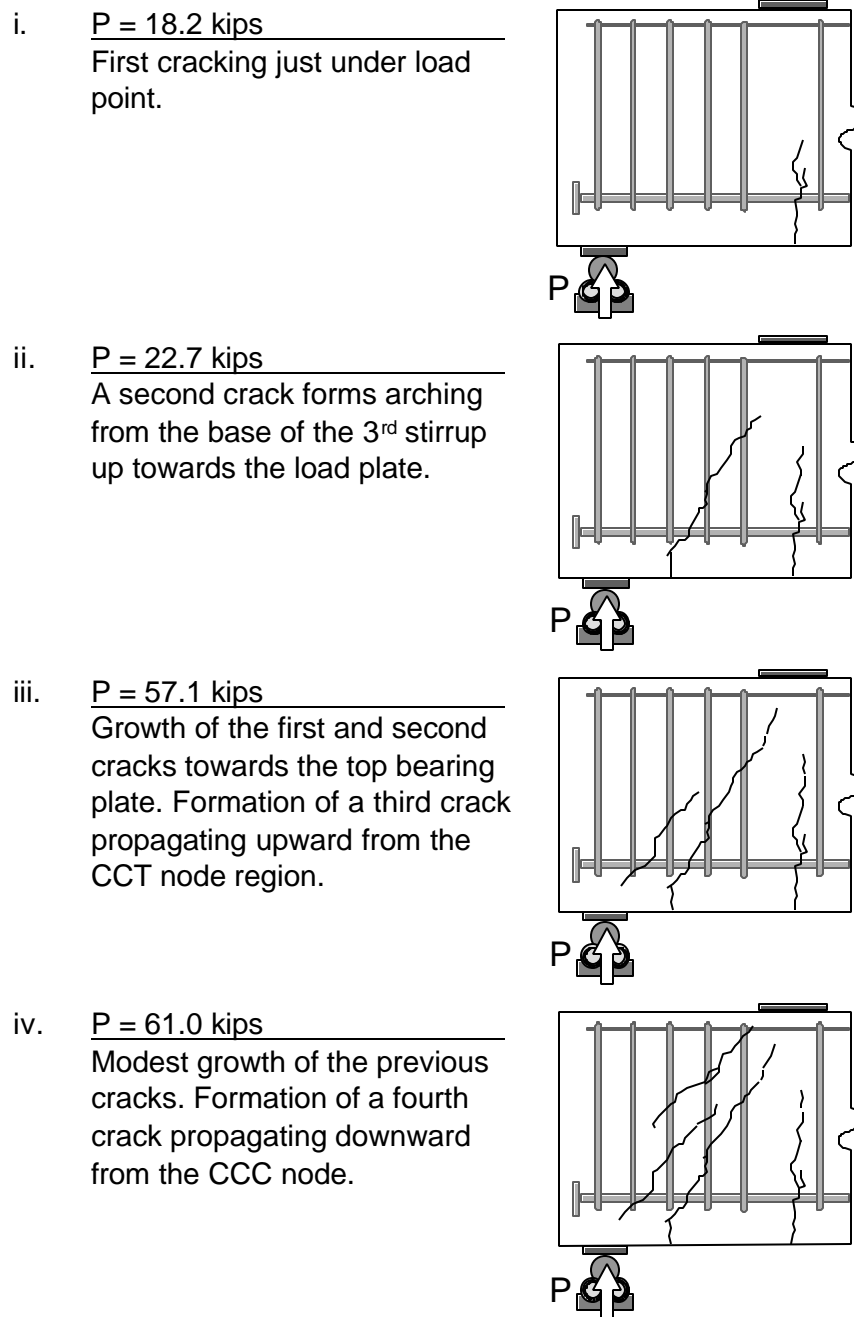 i. P = 18.2 kips
First cracking just under load
point.
P
ii. P = 22.7 kips
A second crack forms arching
from the base of the 3rd stirrup
up towards the load plate.
P
iii. P = 57.1 kips
Growth of the first and second
cracks towards the top bearing
plate. Formation of a third crack
propagating upward from the
CCT node region.
P
iv. P = 61.0 kips
Modest growth of the previous
cracks. Formation of a fourth
crack propagating downward
from the CCC node.
P